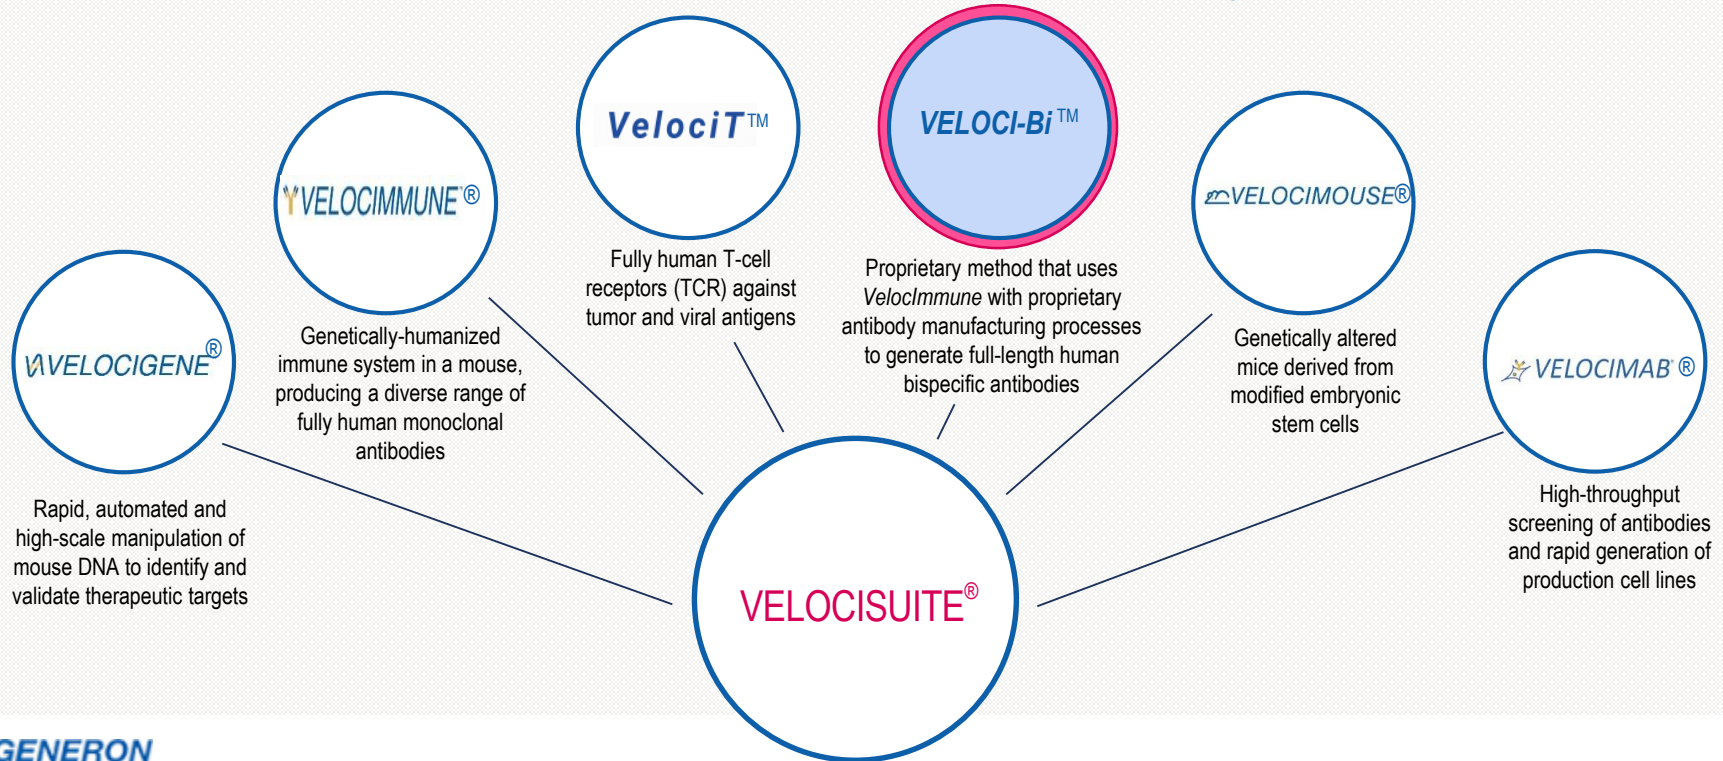 VelociT™
VELOCI-Bi™
VELOCIMMUNE®
VELOCIMOUSE®
VELOCIGENE®
VELOCIMAB®
Fully human T-cell
receptors (TCR) against
tumor and viral antigens
Proprietary method that uses
VelocImmune with proprietary
antibody manufacturing processes
to generate full-length human
bispecific antibodies
Genetically-humanized
immune system in a mouse,
producing a diverse range of
fully human monoclonal
antibodies
Genetically altered
mice derived from
modified embryonic
stem cells
Rapid, automated and
high-scale manipulation of
mouse DNA to identify and
validate therapeutic targets
High-throughput
screening of antibodies
and rapid generation of
production cell lines
VELOCISUITE®
GENERON